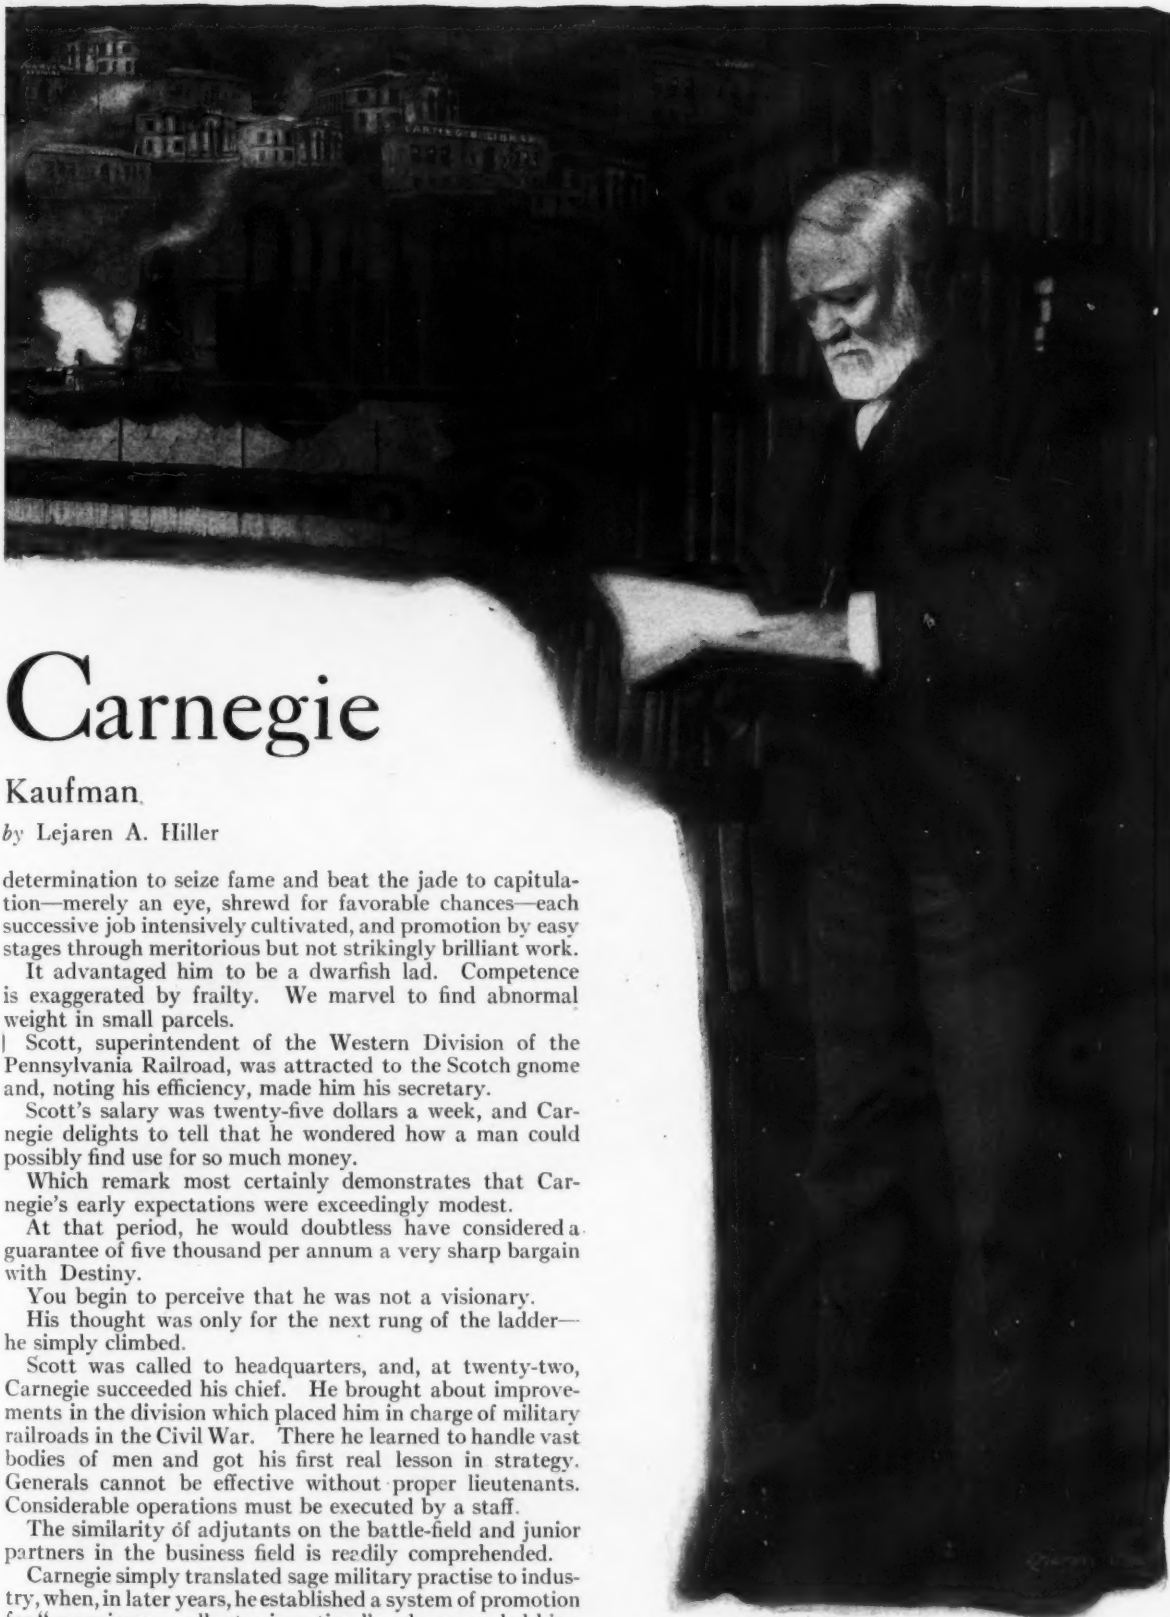 CARNEGIE LIBRARY
LIBRARY
Carnegie
Kaufman
by Lejaren A. Hiller
determination to seize fame and beat the jade to capitula-
tion—merely an eye, shrewd for favorable chances—each
successive job intensively cultivated, and promotion by easy
stages through meritorious but not strikingly brilliant work.
It advantaged him to be a dwarfish lad. Competence
is exaggerated by frailty. We marvel to find abnormal
weight in small parcels.
Scott, superintendent of the Western Division of the
Pennsylvania Railroad, was attracted to the Scotch gnome
and, noting his efficiency, made him his secretary.
Scott's salary was twenty-five dollars a week, and Car-
negie delights to tell that he wondered how a man could
possibly find use for so much money.
Which remark most certainly demonstrates that Car-
negie's early expectations were exceedingly modest.
At that period, he would doubtless have considered a
guarantee of five thousand per annum a very sharp bargain
with Destiny.
You begin to perceive that he was not a visionary.
His thought was only for the next rung of the ladder—
he simply climbed.
Scott was called to headquarters, and, at twenty-two,
Carnegie succeeded his chief. He brought about improve-
ments in the division which placed him in charge of military
railroads in the Civil War. There he learned to handle vast
bodies of men and got his first real lesson in strategy.
Generals cannot be effective without proper lieutenants.
Considerable operations must be executed by a staff.
The similarity of adjutants on the battle-field and junior
partners in the business field is readily comprehended.
Carnegie simply translated sage military practise to indus-
try, when, in later years, he established a system of promotion